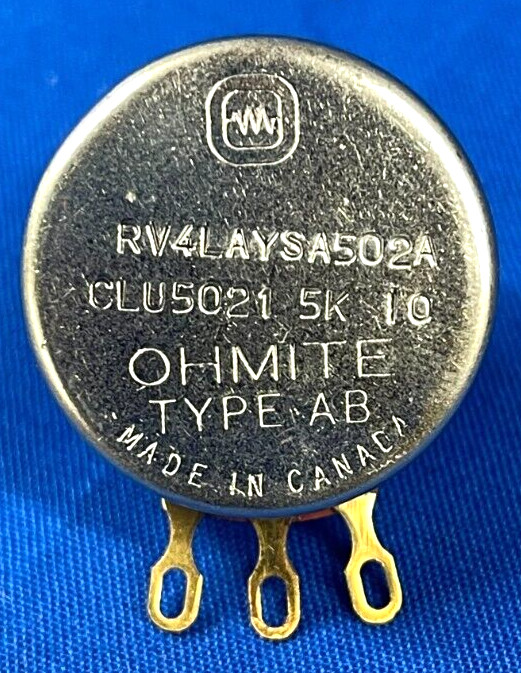 RV4LAYSA502A
CLU5021 5K 10
OHMITE
TYPE AB
MADE IN CANADA